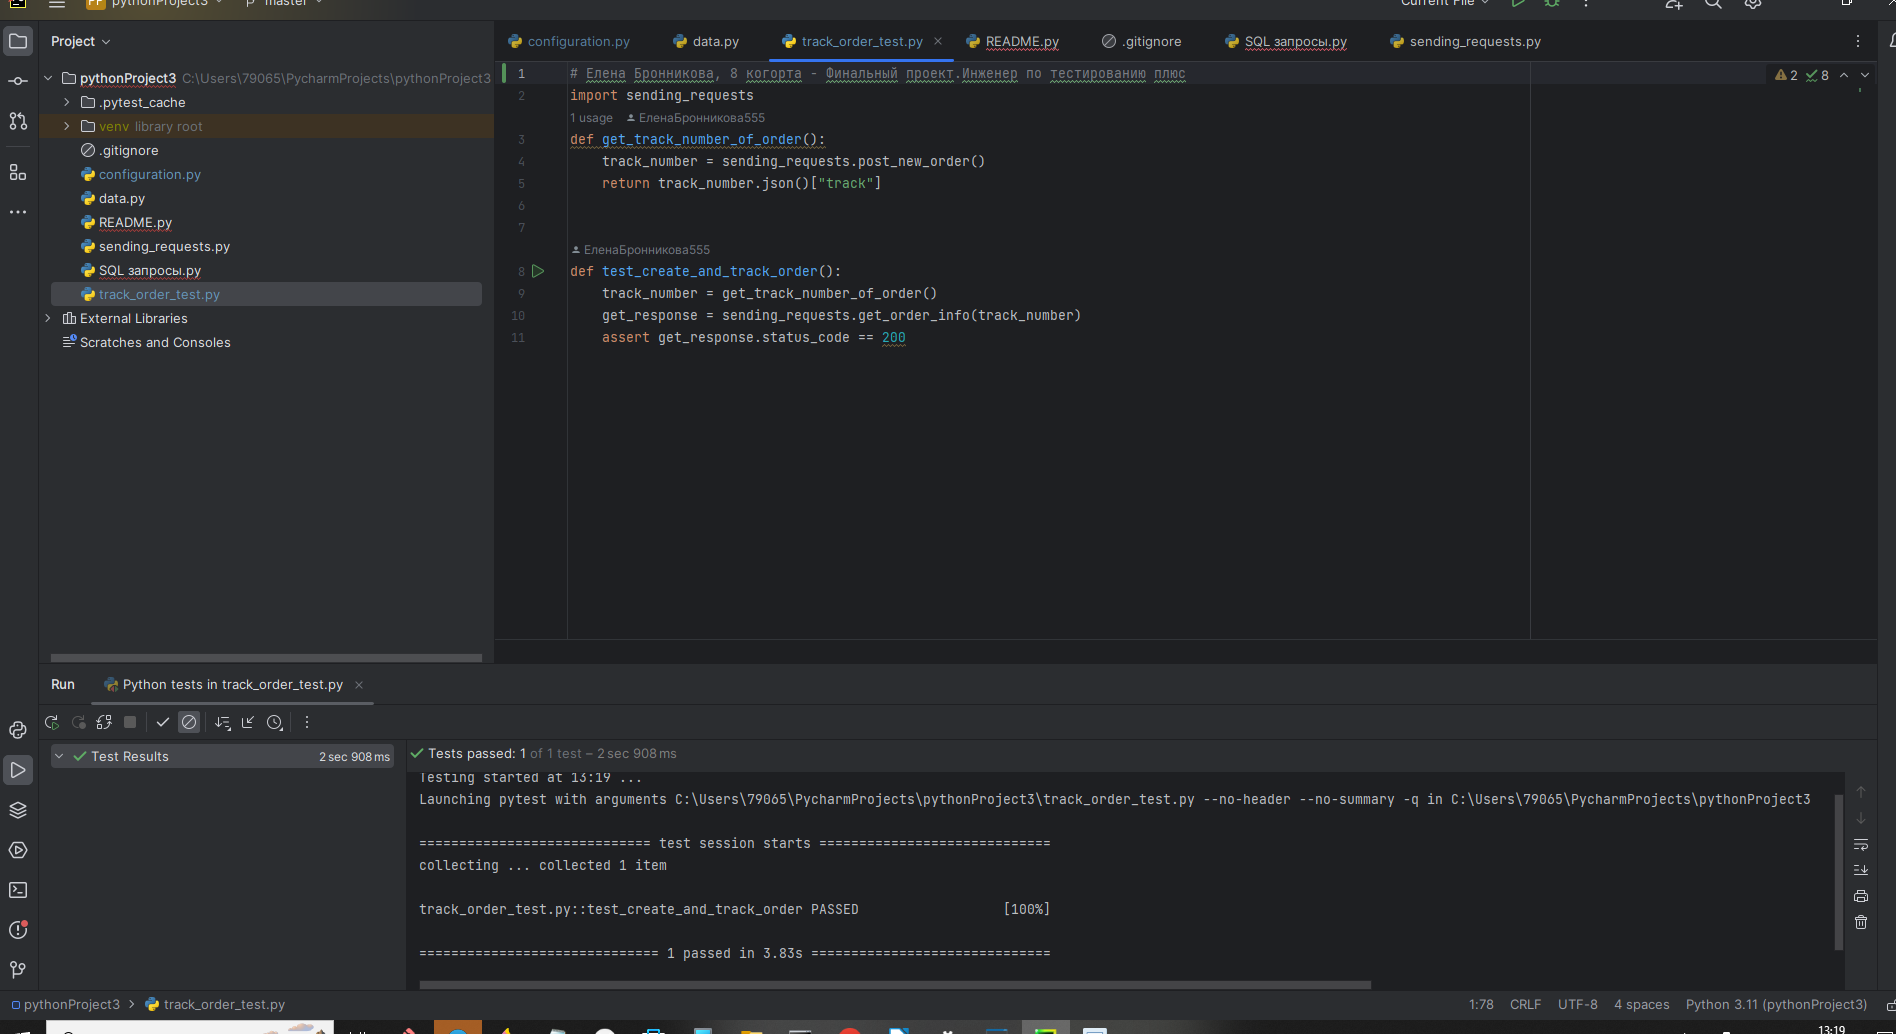 PP pythonProject3 master Current File
Project
configuration.py data.py track_order_test.py README.py .gitignore SQL запросы.py sending_requests.py
pythonProject3 C:\Users\79065\PycharmProjects\pythonProject3
.pytest_cache
venv library root
.gitignore
configuration.py
data.py
README.py
sending_requests.py
SQL запросы.py
track_order_test.py
External Libraries
Scratches and Consoles
1 # Елена Бронникова, 8 когорта - Финальный проект.Инженер по тестированию плюс
2 8
2 import sending_requests
1 usage ЕленаБронникова555
3 def get_track_number_of_order():
4 track_number = sending_requests.post_new_order()
5 return track_number.json()["track"]
6
7
ЕленаБронникова555
8 def test_create_and_track_order():
9 track_number = get_track_number_of_order()
10 get_response = sending_requests.get_order_info(track_number)
11 assert get_response.status_code == 200
Run Python tests in track_order_test.py
Test Results 2 sec 908 ms
Tests passed: 1 of 1 test – 2 sec 908 ms
Testing started at 13:19 ...
Launching pytest with arguments C:\Users\79065\PycharmProjects\pythonProject3\track_order_test.py --no-header --no-summary -q in C:\Users\79065\PycharmProjects\pythonProject3
============================= test session starts =============================
collecting ... collected 1 item
track_order_test.py::test_create_and_track_order PASSED [100%]
============================== 1 passed in 3.83s ==============================
pythonProject3 track_order_test.py
1:78 CRLF UTF-8 4 spaces Python 3.11 (pythonProject3)
13:19